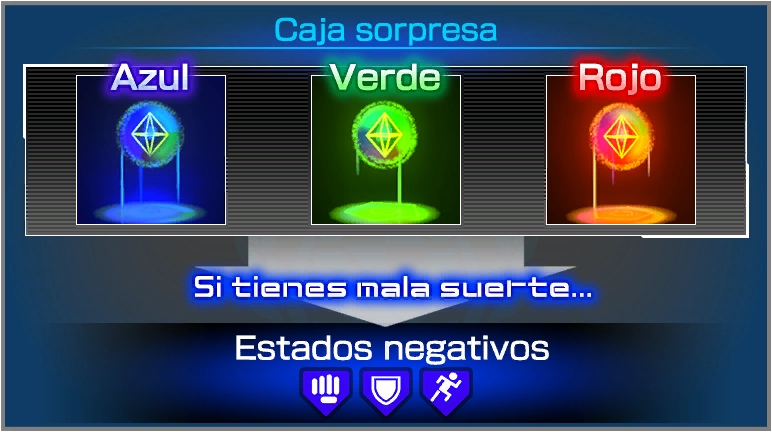 Caja sorpresa
Azul Verde Rojo
Si tienes mala suerte...
Estados negativos